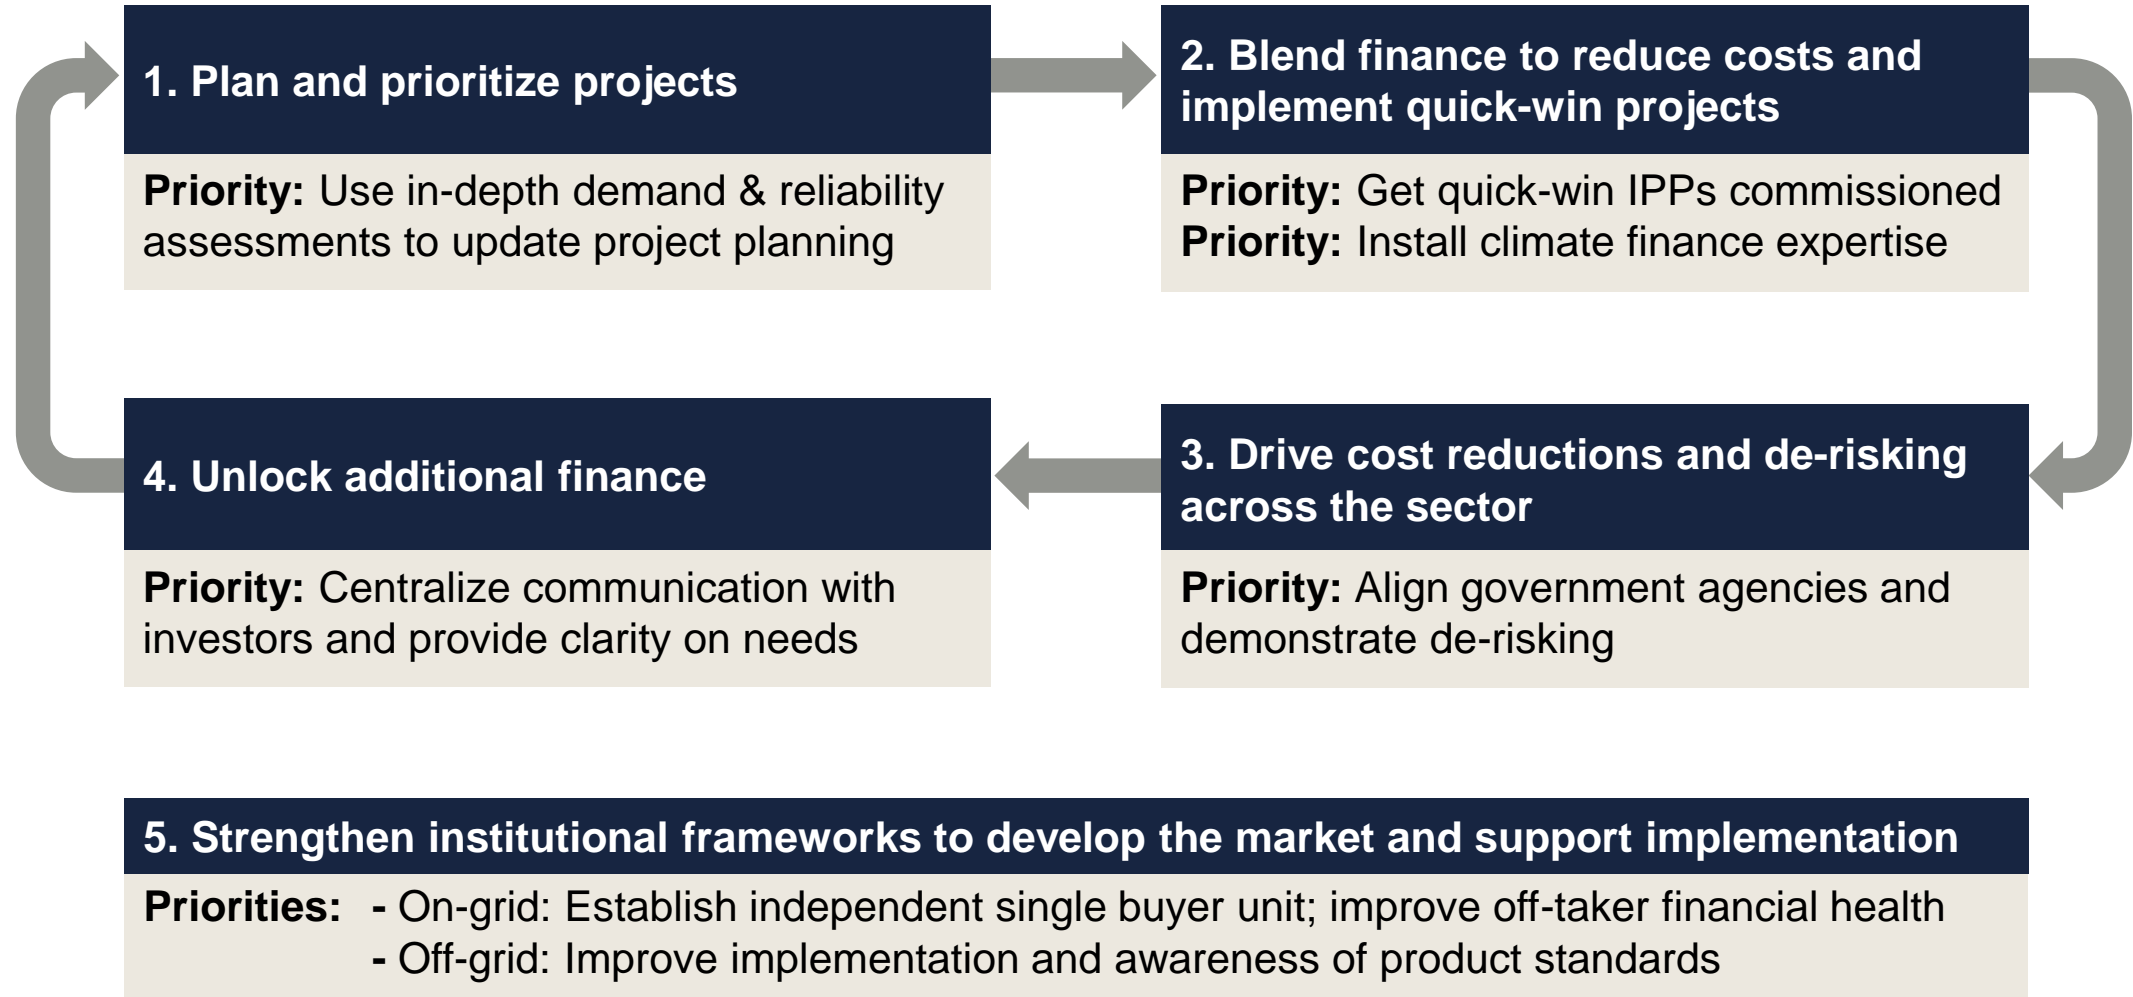 1. Plan and prioritize projects
Priority: Use in-depth demand & reliability
assessments to update project planning
2. Blend finance to reduce costs and
implement quick-win projects
Priority: Get quick-win IPPs commissioned
Priority: Install climate finance expertise
3. Drive cost reductions and de-risking
across the sector
Priority: Align government agencies and
demonstrate de-risking
4. Unlock additional finance
Priority: Centralize communication with
investors and provide clarity on needs
5. Strengthen institutional frameworks to develop the market and support implementation
Priorities: - On-grid: Establish independent single buyer unit; improve off-taker financial health
- Off-grid: Improve implementation and awareness of product standards